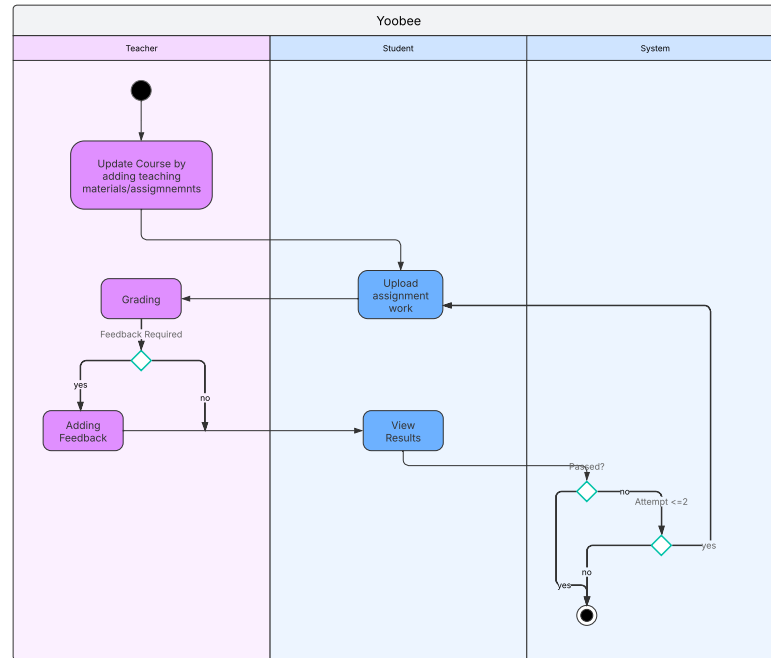 Yoobee
Teacher
Student
System
Update Course by
adding teaching
materials/assigmnemnts
Upload
assignment
work
Grading
Feedback Required
yes
no
Adding
Feedback
View
Results
Passed?
no
Attempt <=2
yes
no
yes